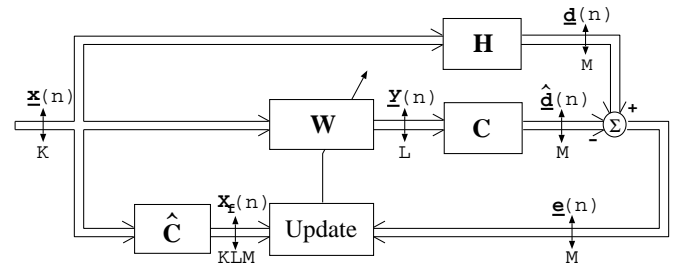 d(n)
H
M
+
x(n)
y(n)
d̂(n)
W
C
Σ
K
L
M
-
X_f(n)
e(n)
Ĉ
Update
KLM
M